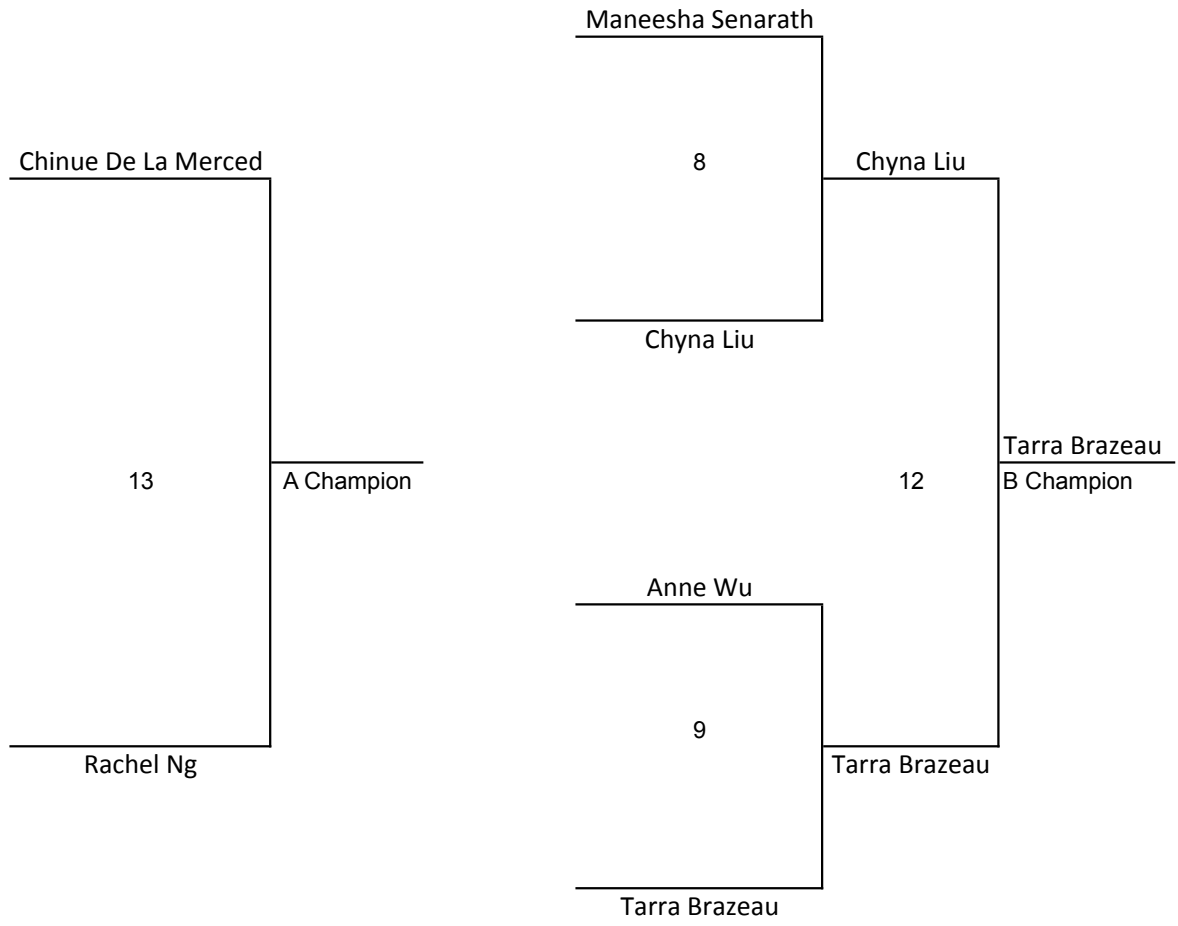 Maneesha Senarath
Chinue De La Merced
8
Chyna Liu
Chyna Liu
Tarra Brazeau
13
A Champion
12
B Champion
Anne Wu
9
Rachel Ng
Tarra Brazeau
Tarra Brazeau